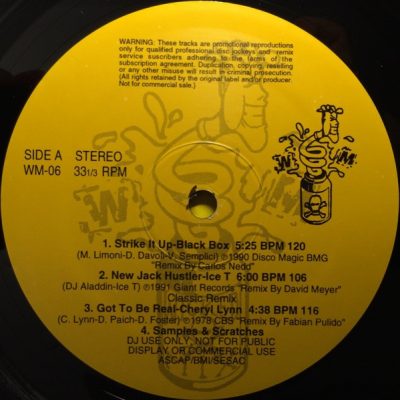 WARNING: These tracks are promotional reproductions
only for qualified professional disc jockeys and remix
service suscribers adhering to the terms of the
subscription agreement. Duplication, copying, reselling
or any other misuse will result in criminal prosecution.
(All rights retained by the original label and/or producer.
Not for commercial sale.)
SIDE A STEREO
WM-06 33 1/3 RPM
W S M
1. Strike It Up-Black Box 5:25 BPM 120
(M. Limoni-D. Davoli-V. Semplici) ℗1990 Disco Magic BMG
"Remix By Carlos Nedd"
2. New Jack Hustler-Ice T 6:00 BPM 106
(DJ Aladdin-Ice T) ℗1991 Giant Records "Remix By David Meyer"
Classic Remix
3. Got To Be Real-Cheryl Lynn 4:38 BPM 116
(C. Lynn-D. Paich-D. Foster) ℗1978 CBS "Remix By Fabian Pulido"
4. Samples & Scratches
DJ USE ONLY, NOT FOR PUBLIC
DISPLAY OR COMMERCIAL USE
ASCAP/BMI/SESAC